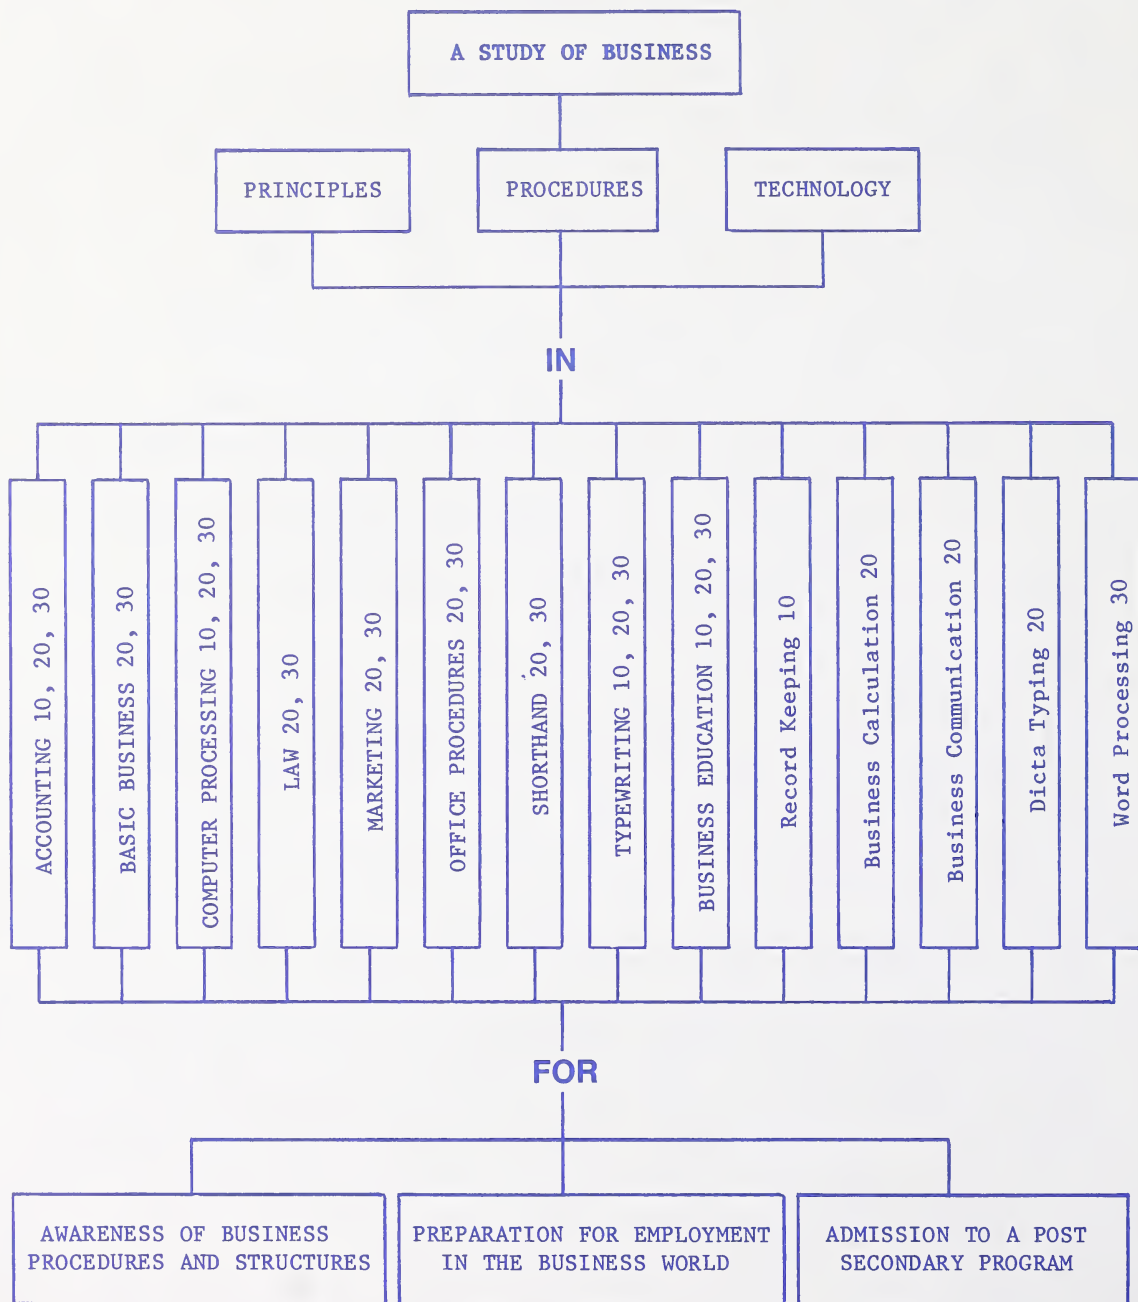 A STUDY OF BUSINESS
PRINCIPLES
PROCEDURES
TECHNOLOGY
IN
ACCOUNTING 10, 20, 30
BASIC BUSINESS 20, 30
COMPUTER PROCESSING 10, 20, 30
LAW 20, 30
MARKETING 20, 30
OFFICE PROCEDURES 20, 30
SHORTHAND 20, 30
TYPEWRITING 10, 20, 30
BUSINESS EDUCATION 10, 20, 30
Record Keeping 10
Business Calculation 20
Business Communication 20
Dicta Typing 20
Word Processing 30
FOR
AWARENESS OF BUSINESS
PROCEDURES AND STRUCTURES
PREPARATION FOR EMPLOYMENT
IN THE BUSINESS WORLD
ADMISSION TO A POST
SECONDARY PROGRAM